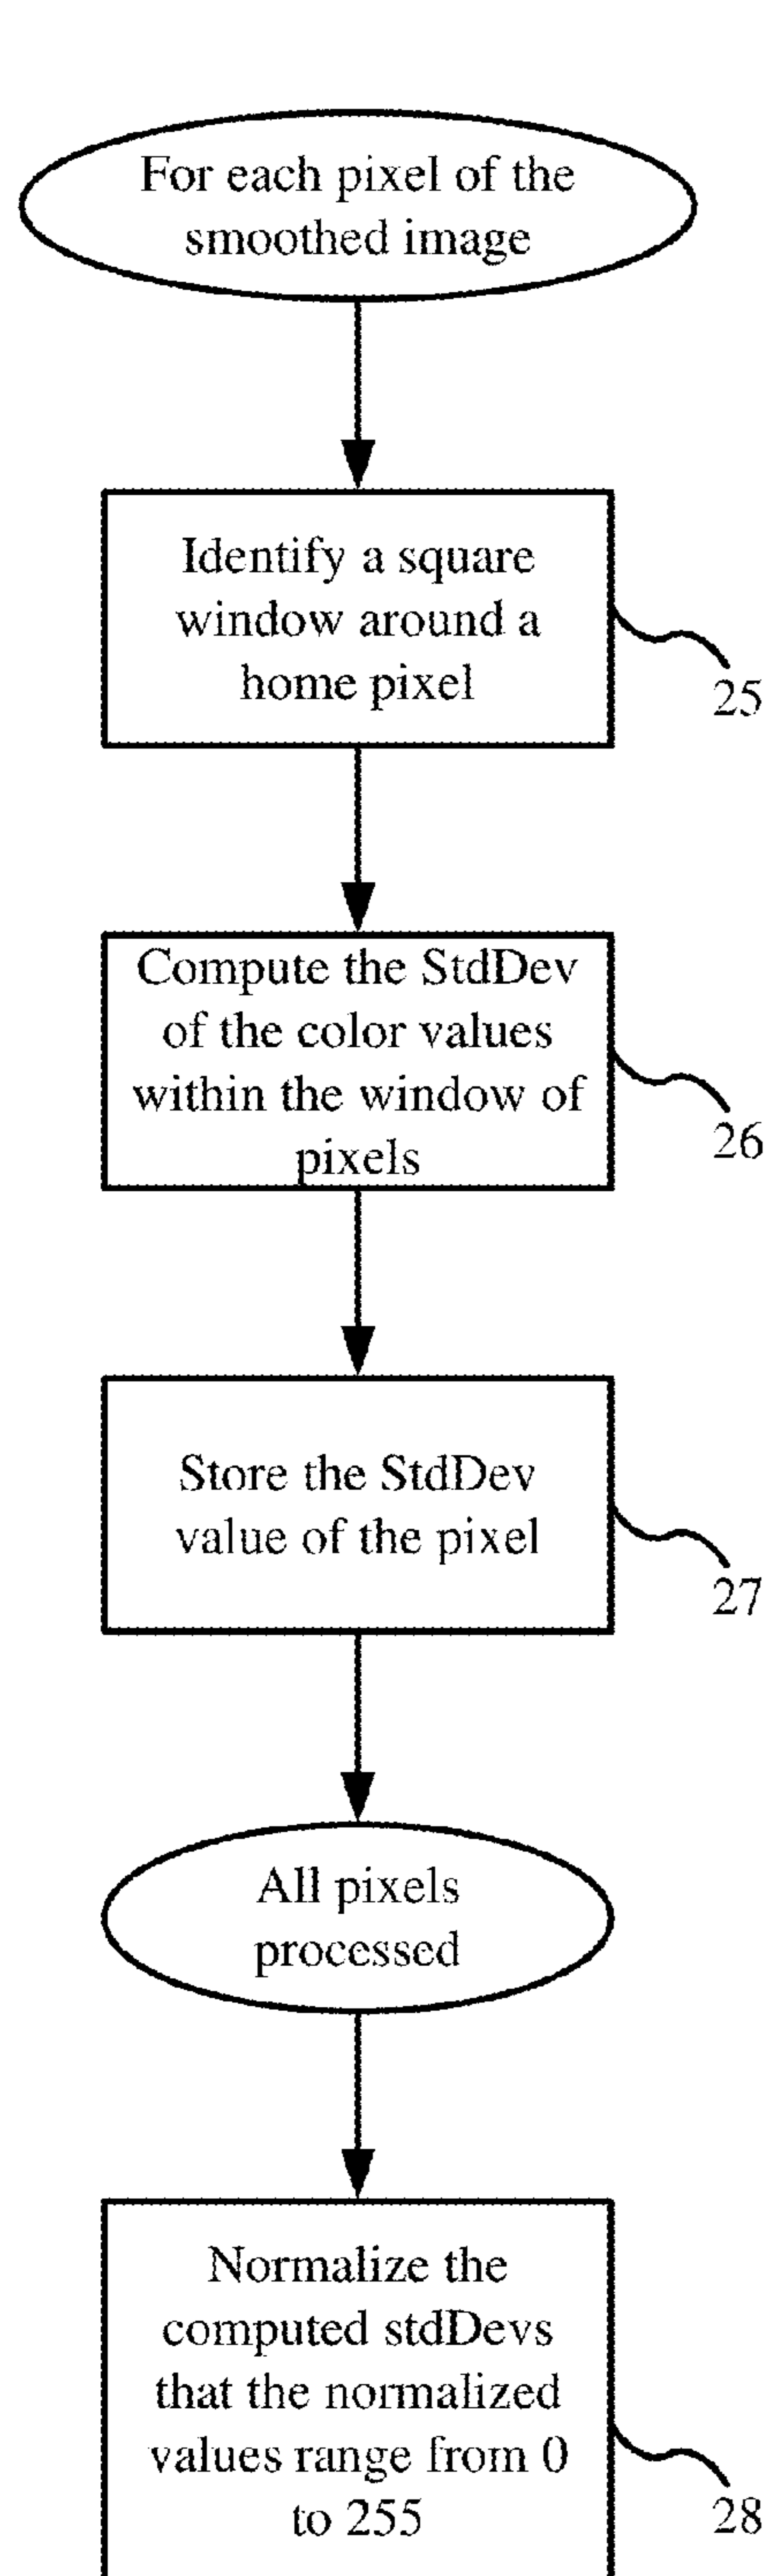 For each pixel of the
smoothed image
Identify a square
window around a
home pixel
25
Compute the StdDev
of the color values
within the window of
pixels
26
Store the StdDev
value of the pixel
27
All pixels
processed
Normalize the
computed stdDevs
that the normalized
values range from 0
to 255
28